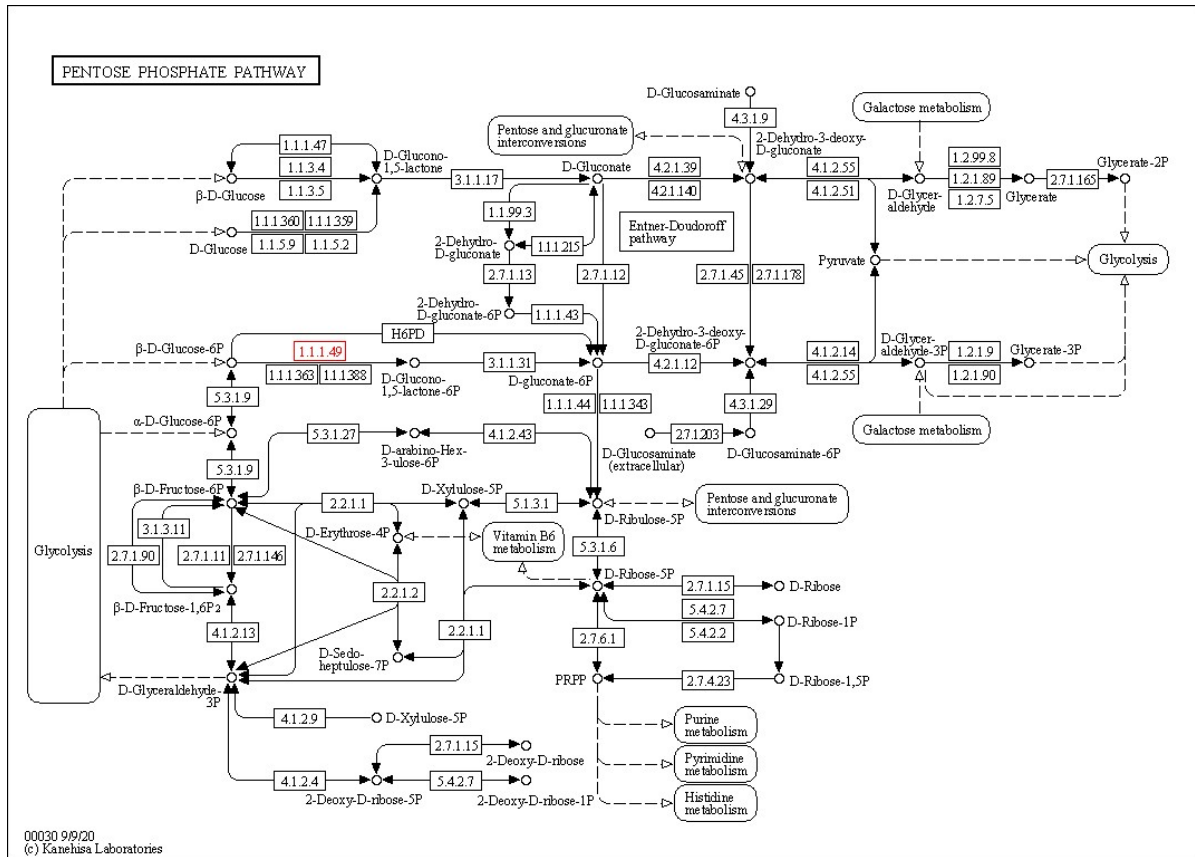 PENTOSE PHOSPHATE PATHWAY
D-Glucosaminate
4.3.1.9
Galactose metabolism
Pentose and glucuronate
interconversions
2-Dehydro-3-deoxy-
D-gluconate
1.1.1.47
1.1.3.4
1.1.3.5
β-D-Glucose
D-Glucono-
1,5-lactone
3.1.1.17
D-Gluconate
4.2.1.39
4.2.1.140
4.1.2.55
4.1.2.51
D-Glycer-
aldehyde
1.2.99.8
1.2.1.89
1.2.7.5
Glycerate
2.7.1.165
Glycerate-2P
1.1.1.360
1.1.1.359
1.1.5.9
1.1.5.2
D-Glucose
1.1.99.3
2-Dehydro-
D-gluconate
1.1.1.215
Entner-Doudoroff
pathway
2.7.1.13
2.7.1.12
2.7.1.45
2.7.1.178
Pyruvate
Glycolysis
2-Dehydro-
D-gluconate-6P
1.1.1.43
H6PD
β-D-Glucose-6P
1.1.1.49
1.1.1.363
1.1.1.388
D-Glucono-
1,5-lactone-6P
3.1.1.31
D-gluconate-6P
2-Dehydro-3-deoxy-
D-gluconate-6P
4.2.1.12
4.1.2.14
4.1.2.55
D-Glycer-
aldehyde-3P
1.2.1.9
1.2.1.90
Glycerate-3P
5.3.1.9
α-D-Glucose-6P
1.1.1.44
1.1.1.343
4.3.1.29
5.3.1.27
D-arabino-Hex-
3-ulose-6P
4.1.2.43
D-Glucosaminate
(extracellular)
2.7.1.203
D-Glucosaminate-6P
Galactose metabolism
5.3.1.9
β-D-Fructose-6P
2.2.1.1
D-Xylulose-5P
5.1.3.1
D-Ribulose-5P
Pentose and glucuronate
interconversions
Glycolysis
3.1.3.11
2.7.1.90
2.7.1.11
2.7.1.146
D-Erythrose-4P
Vitamin B6
metabolism
5.3.1.6
β-D-Fructose-1,6P2
2.2.1.2
D-Ribose-5P
2.7.1.15
D-Ribose
5.4.2.7
5.4.2.2
D-Ribose-1P
4.1.2.13
2.2.1.1
2.7.6.1
D-Sedo-
heptulose-7P
D-Glyceraldehyde-
3P
PRPP
2.7.4.23
D-Ribose-1,5P
4.1.2.9
D-Xylulose-5P
Purine
metabolism
2.7.1.15
2-Deoxy-D-ribose
Pyrimidine
metabolism
4.1.2.4
2-Deoxy-D-ribose-5P
5.4.2.7
2-Deoxy-D-ribose-1P
Histidine
metabolism
00030 9/9/20
(c) Kanehisa Laboratories